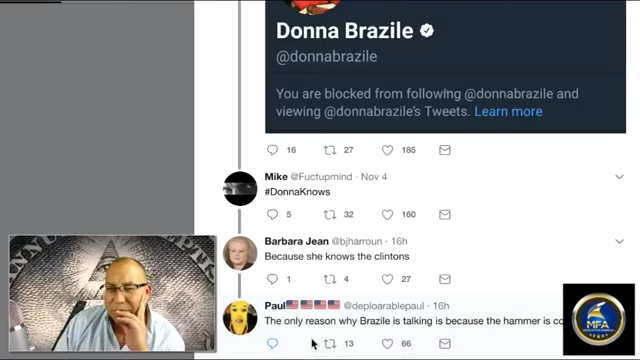 Donna Brazile
@donnabrazile
You are blocked from following @donnabrazile and
viewing @donnabrazile's Tweets. Learn more
16 27 185
Mike @Fuctupmind · Nov 4
#DonnaKnows
5 32 160
Barbara Jean @bjharroun · 16h
Because she knows the clintons
1 4 27
Paul @deploarablepaul · 16h
The only reason why Brazile is talking is because the hammer is
13 66
MFA